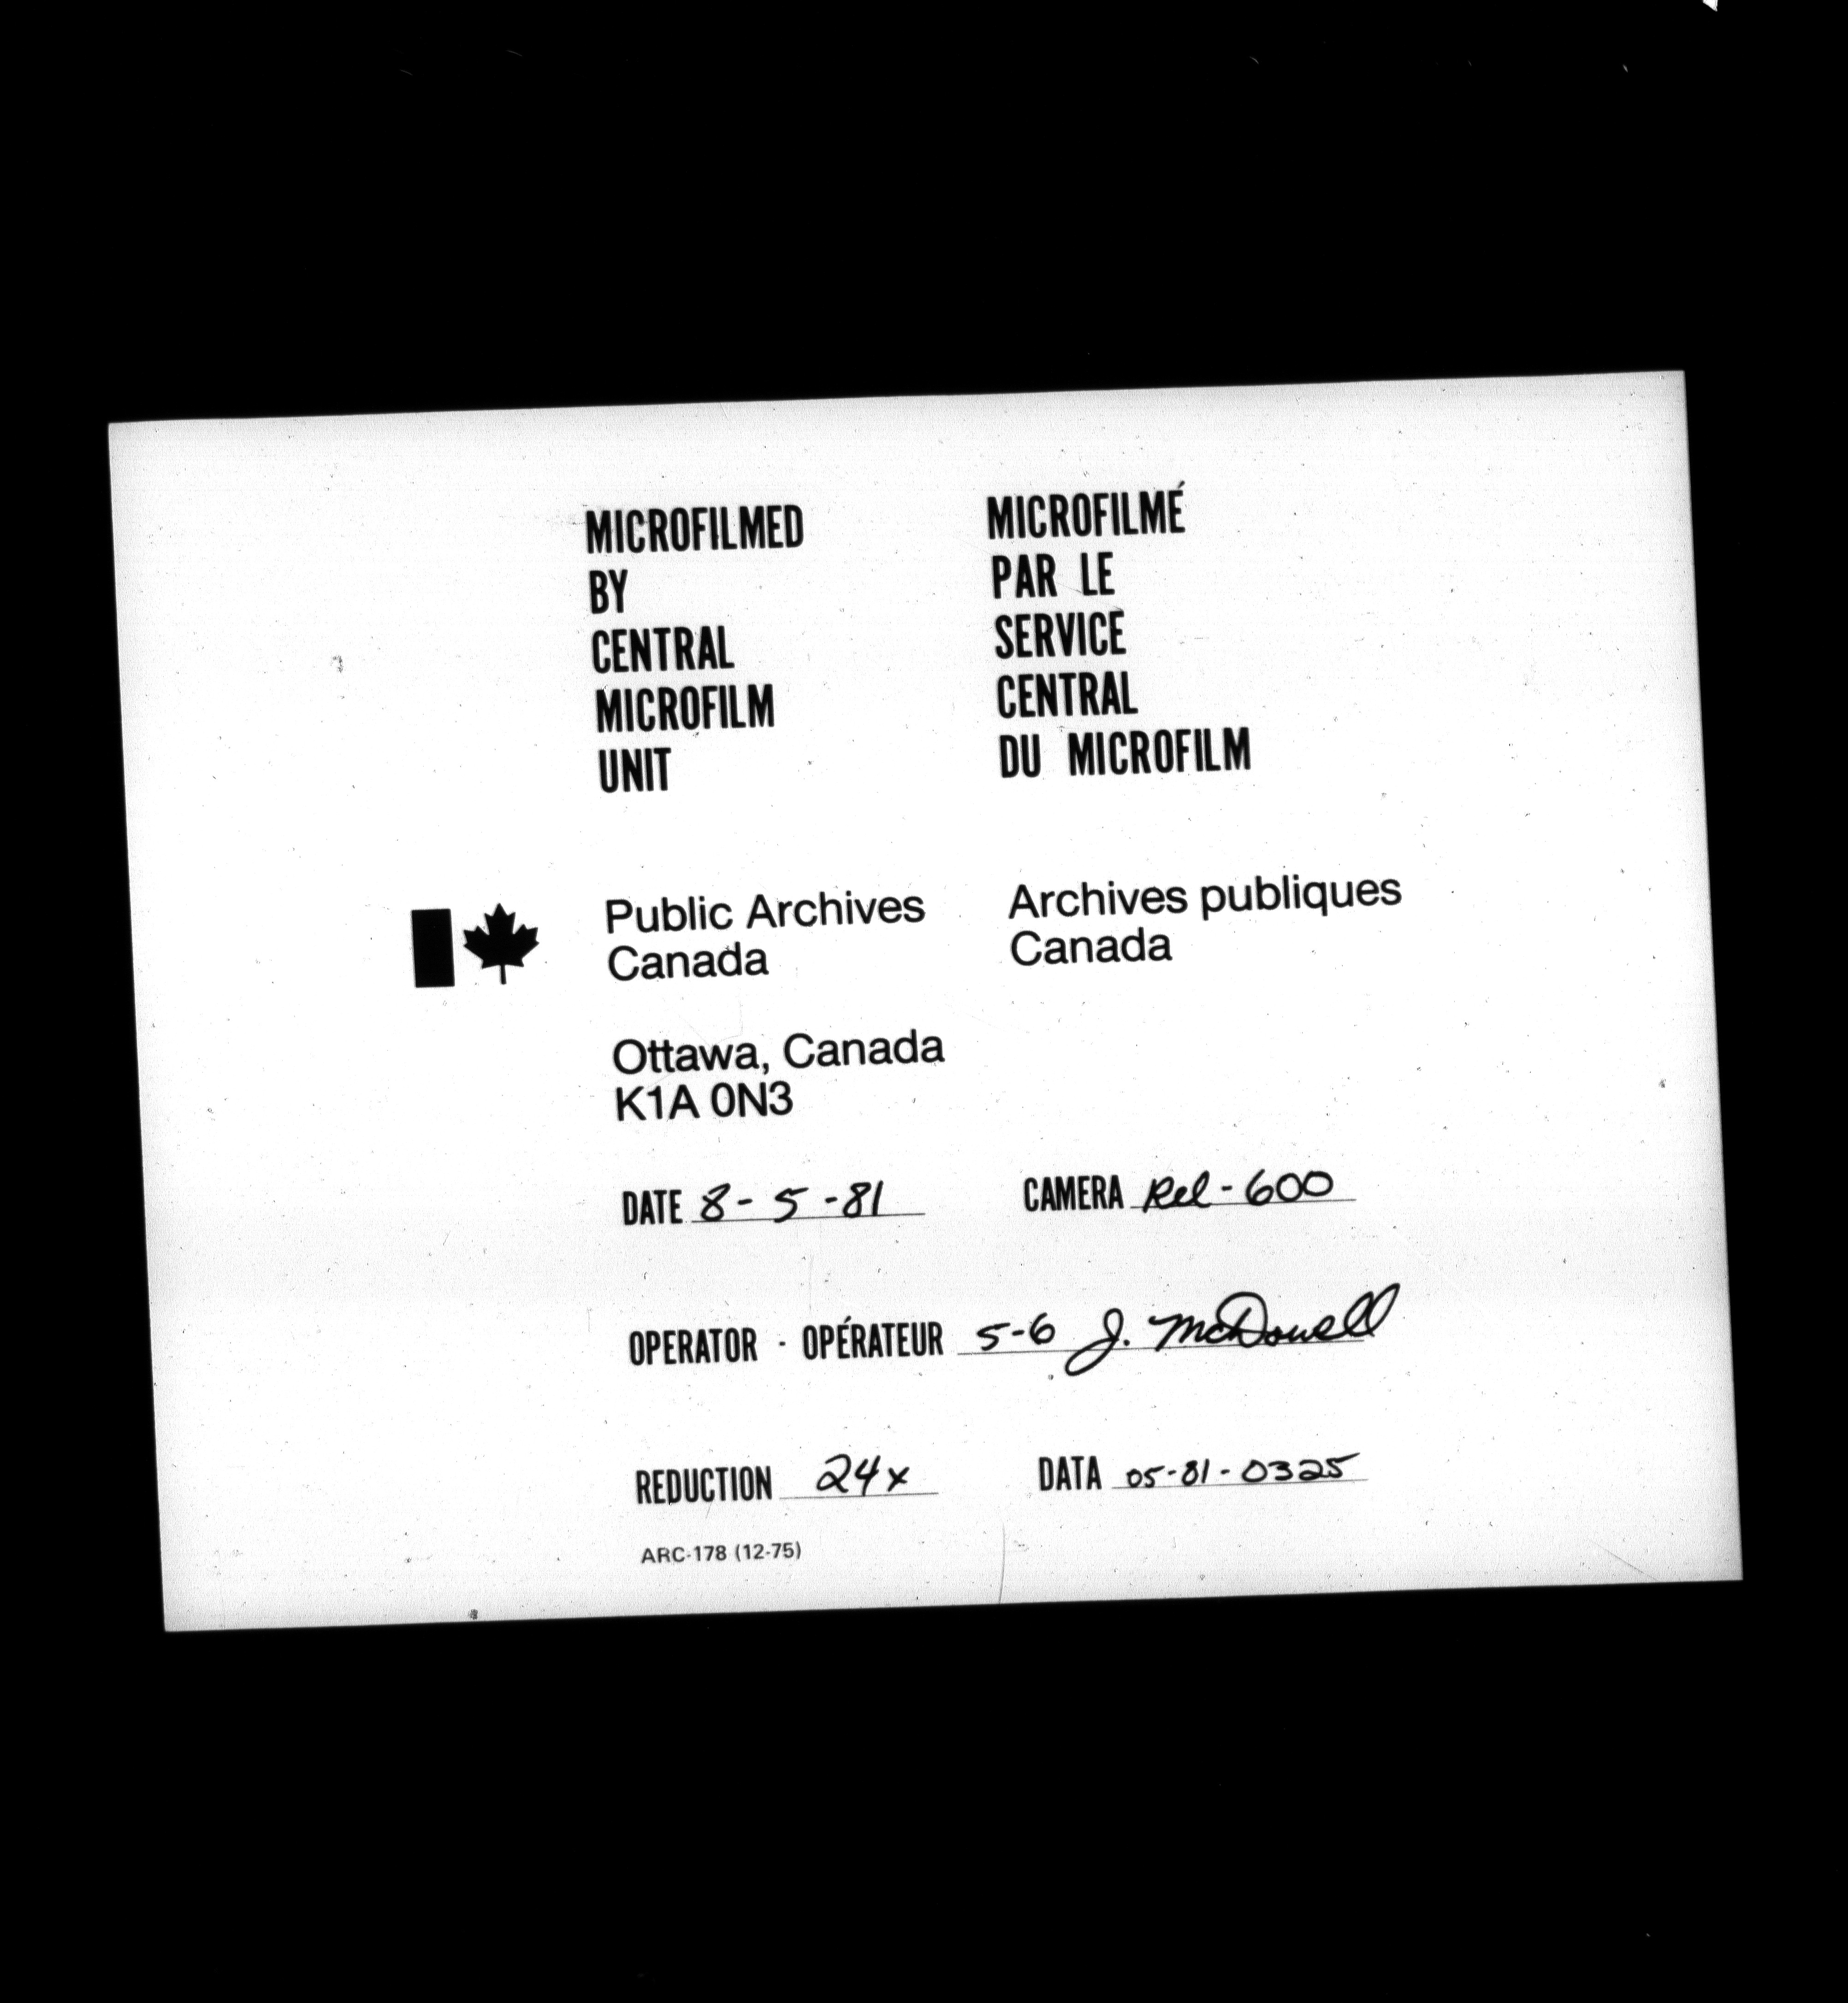 MICROFILMED
BY
CENTRAL
MICROFILM
UNIT
MICROFILMÉ
PAR LE
SERVICE
CENTRAL
DU MICROFILM
Public Archives
Canada
Archives publiques
Canada
Ottawa, Canada
K1A 0N3
DATE 8-5-81 CAMERA Rel-600
OPERATOR - OPÉRATEUR 5-6 J. McDowell
REDUCTION 24x DATA 05-81-0325
ARC-178 (12-75)